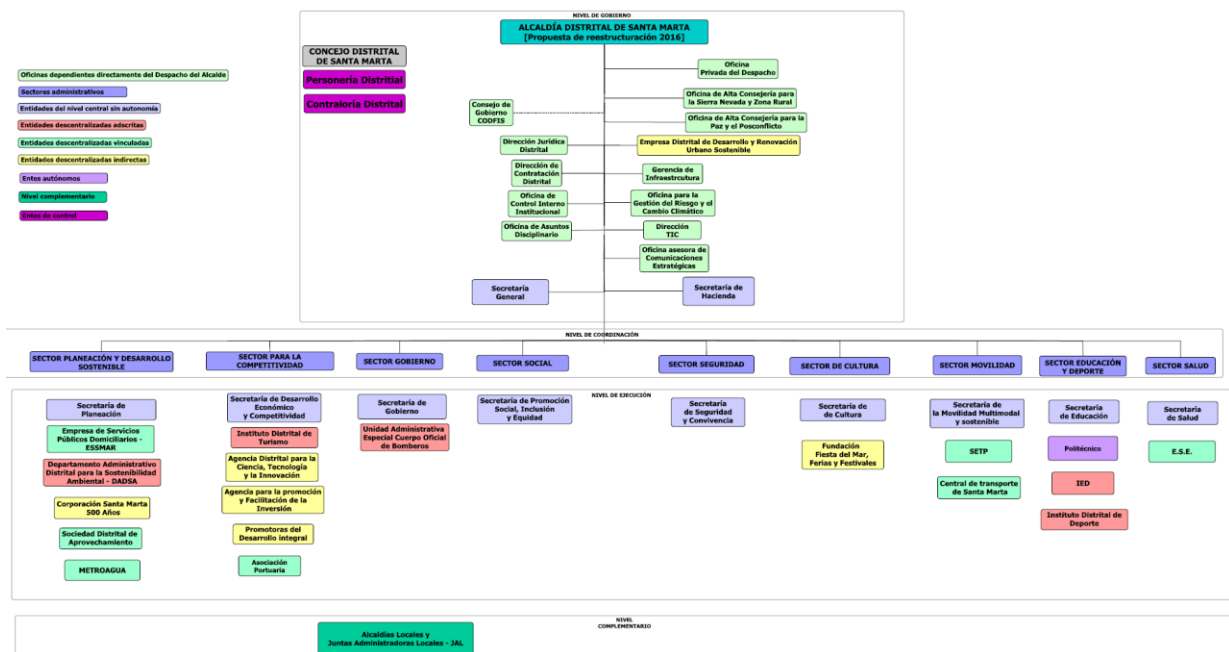 NIVEL DE GOBIERNO
ALCALDÍA DISTRITAL DE SANTA MARTA
[Propuesta de reestructuración 2016]
CONCEJO DISTRITAL
DE SANTA MARTA
Personería Distritial
Contraloría Distrital
Oficinas dependientes directamente del Despacho del Alcalde
Sectores administrativos
Entidades del nivel central sin autonomía
Entidades descentralizadas adscritas
Entidades descentralizadas vinculadas
Entidades descentralizadas indirectas
Entes autónomos
Nivel complementario
Entes de control
Oficina
Privada del Despacho
Consejo de
Gobierno
CODFIS
Oficina de Alta Consejería para
la Sierra Nevada y Zona Rural
Oficina de Alta Consejería para la
Paz y el Posconflicto
Dirección Jurídica
Distrital
Empresa Distrital de Desarrollo y Renovación
Urbano Sostenible
Dirección de
Contratación
Distrital
Gerencia de
Infraestrcutura
Oficina de
Control Interno
Institucional
Oficina para la
Gestión del Riesgo y el
Cambio Climático
Oficina de Asuntos
Disciplinario
Dirección
TIC
Oficina asesora de
Comunicaciones
Estratégicas
Secretaría
General
Secretaria de
Hacienda
NIVEL DE COORDINACIÓN
SECTOR PLANEACIÓN Y DESARROLLO
SOSTENIBLE
SECTOR PARA LA
COMPETITIVIDAD
SECTOR GOBIERNO
SECTOR SOCIAL
SECTOR SEGURIDAD
SECTOR DE CULTURA
SECTOR MOVILIDAD
SECTOR EDUCACIÓN
Y DEPORTE
SECTOR SALUD
NIVEL DE EJECUCIÓN
Secretaría de
Planeación
Empresa de Servicios
Públicos Domiciliarios -
ESSMAR
Departamento Administrativo
Distrital para la Sostenibilidad
Ambiental - DADSA
Corporación Santa Marta
500 Años
Sociedad Distrital de
Aprovechamiento
METROAGUA
Secretaría de Desarrollo
Económico
y Competitividad
Instituto Distrital de
Turismo
Agencia Distrital para la
Ciencia, Tecnología
y la Innovación
Agencia para la promoción
y Facilitación de la
Inversión
Promotoras del
Desarrollo integral
Asociación
Portuaria
Secretaría de
Gobierno
Unidad Administrativa
Especial Cuerpo Oficial
de Bomberos
Secretaría de Promoción
Social, Inclusión
y Equidad
Secretaría
de Seguridad
y Convivencia
Secretaría de
de Cultura
Fundación
Fiesta del Mar,
Ferias y Festivales
Secretaría de
la Movilidad Multimodal
y sostenible
SETP
Central de transporte
de Santa Marta
Secretaría
de Educación
Politécnico
IED
Instituto Distrital de
Deporte
Secretaría
de Salud
E.S.E.
NIVEL
COMPLEMENTARIO
Alcaldías Locales y
Juntas Administradoras Locales - JAL